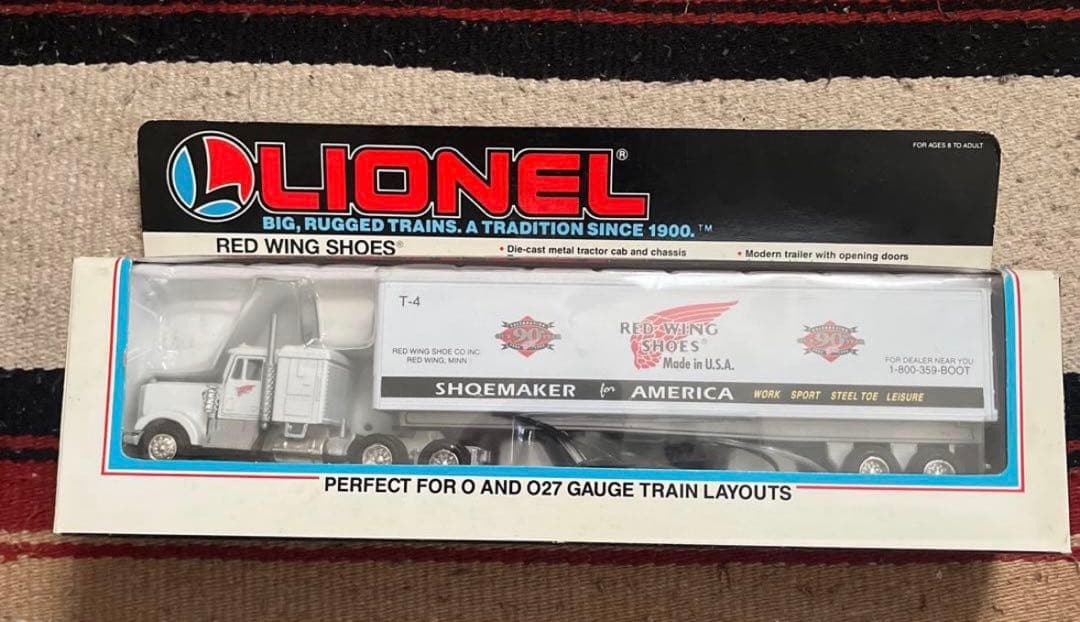 FOR AGES 8 TO ADULT
LIONEL®
BIG, RUGGED TRAINS. A TRADITION SINCE 1900.™
RED WING SHOES®
• Die-cast metal tractor cab and chassis
• Modern trailer with opening doors
T-4
90
RED WING
SHOES®
Made in U.S.A.
90
RED WING SHOE CO INC.
RED WING, MINN
FOR DEALER NEAR YOU
1-800-359-BOOT
SHOEMAKER for AMERICA WORK SPORT STEEL TOE LEISURE
PERFECT FOR O AND O27 GAUGE TRAIN LAYOUTS